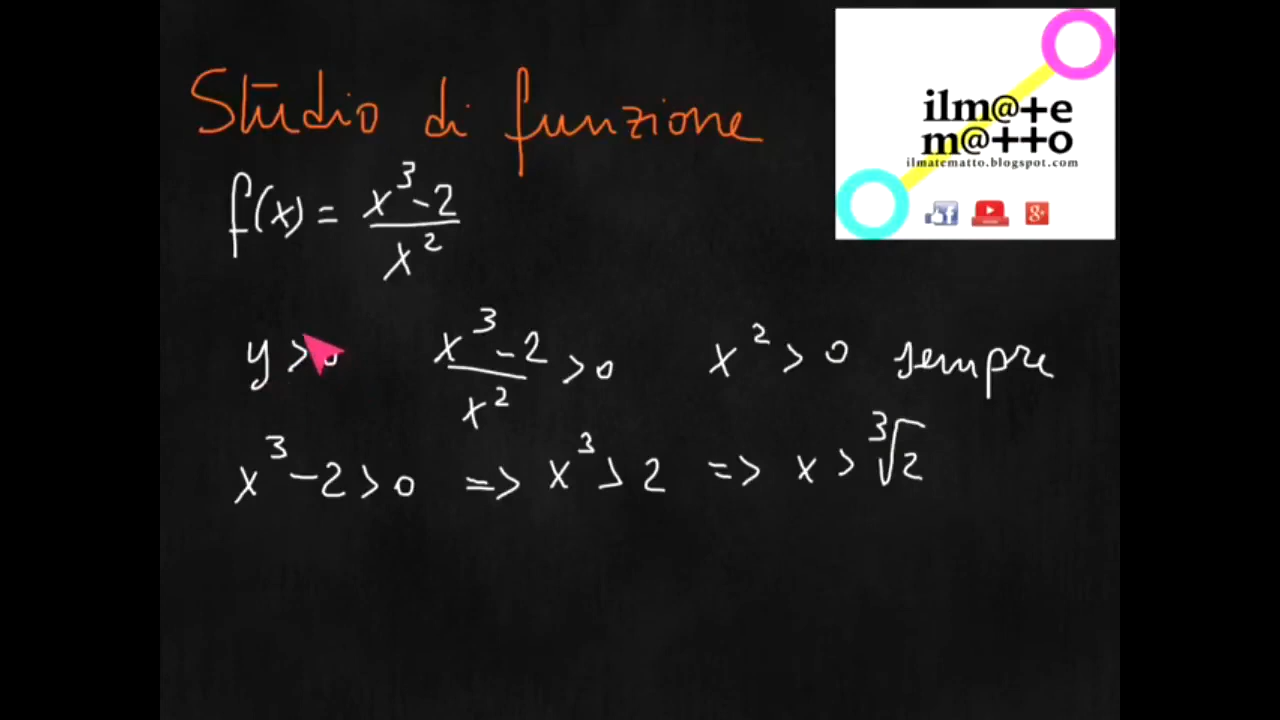 Studio di funzione
ilm@+e
m@++o
ilmatematto.blogspot.com
f(x) = (x³-2)/x²
y>0 (x³-2)/x² >0 x²>0 sempre
x³-2>0 => x³>2 => x>∛2